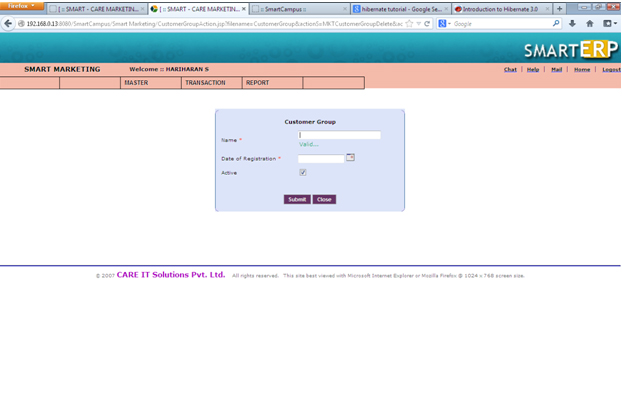 firefox
[ :: SMART - CARE MARKETIN... [ :: SMART - CARE MARKETIN... [ :: SmartCampus :: hibernate tutorial - Google Se... Introduction to Hibernate 3.0
192.168.0.13:8080/SmartCampus/Smart Marketing/CustomerGroupAction.jsp?filename=CustomerGroup&actionS=MKTCustomerGroupDelete&ac Google
SMARTERP
SMART MARKETING Welcome :: HARIHARAN S Chat | Help | Mail | Home | Logout
MASTER TRANSACTION REPORT
Customer Group
Name *
Valid...
Date of Registration *
Active
Submit Close
© 2007 CARE IT Solutions Pvt. Ltd. All rights reserved. This site best viewed with Microsoft Internet Explorer or Mozilla Firefox @ 1024 x 768 screen size.